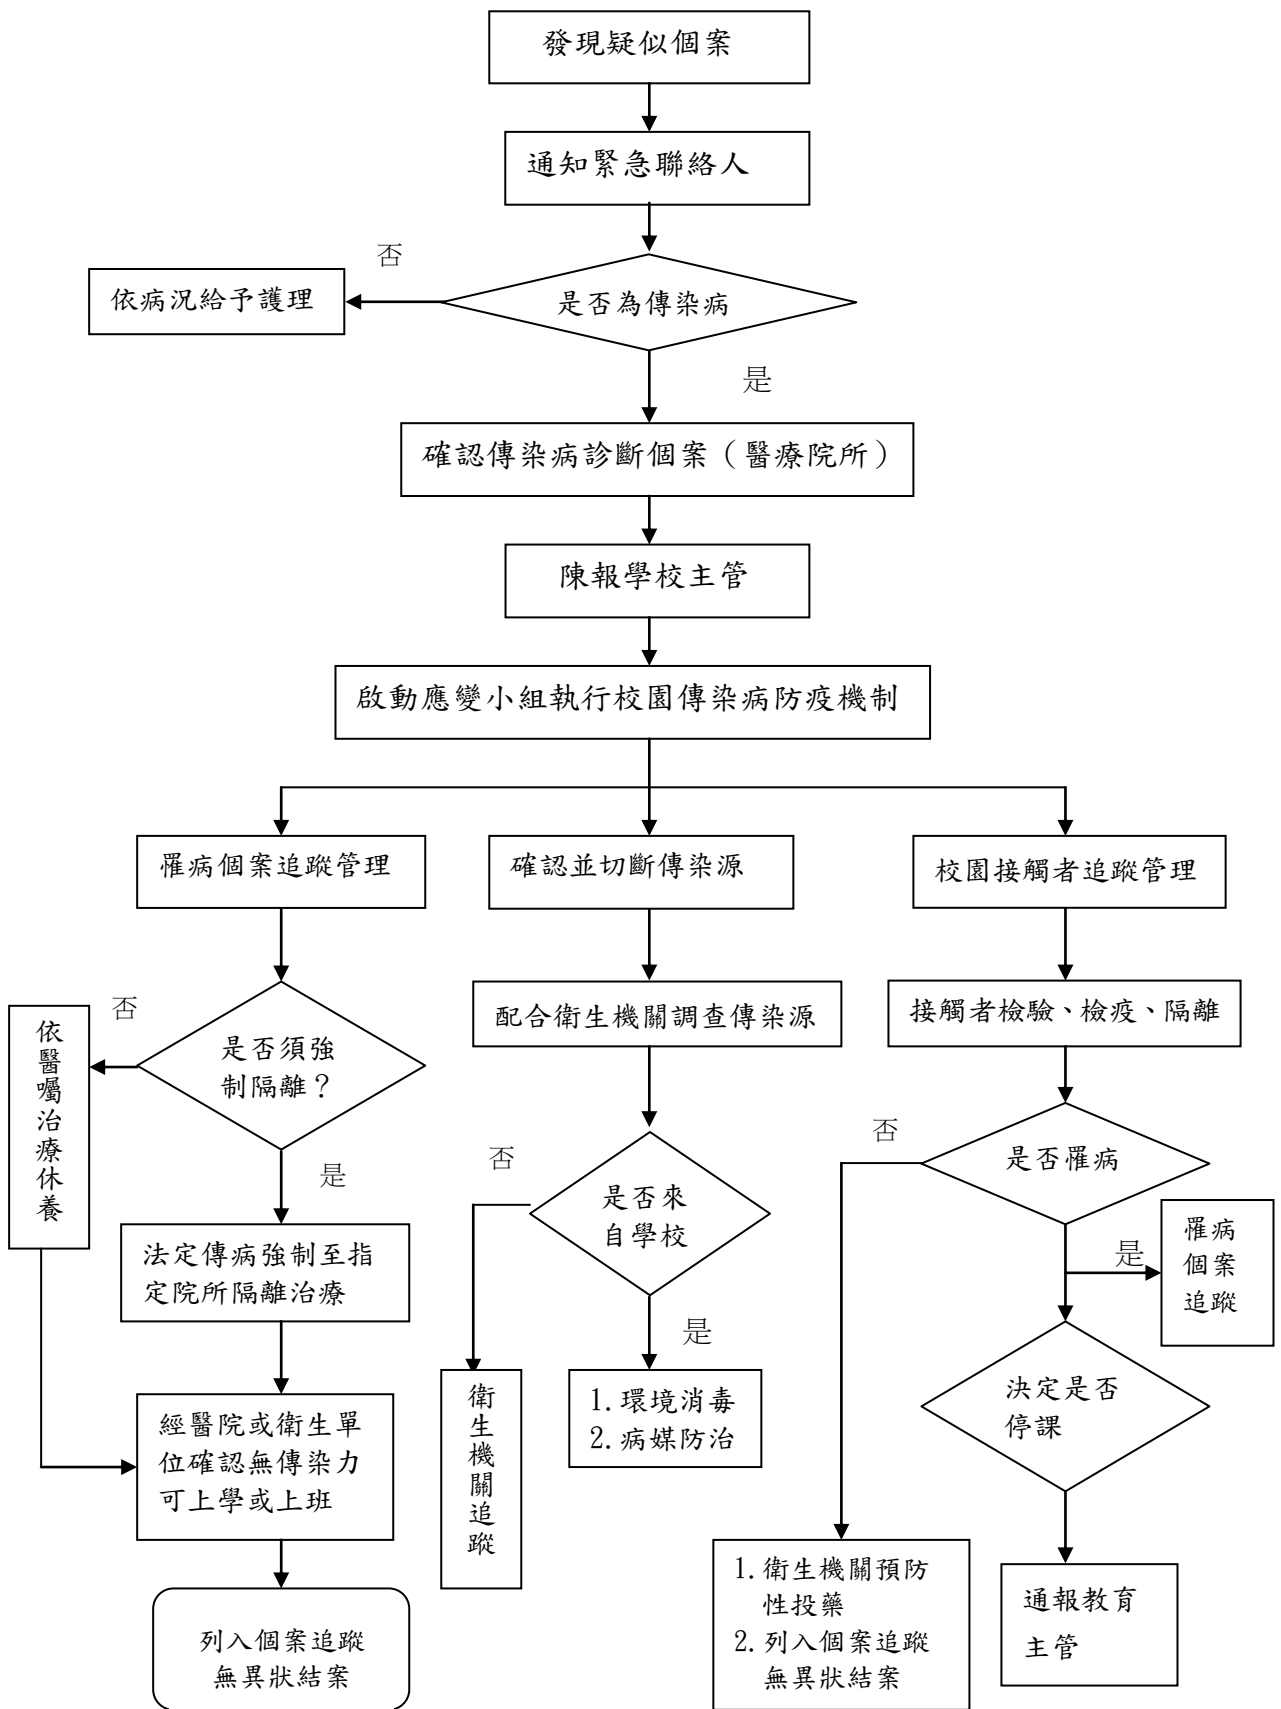 發現疑似個案
通知緊急聯絡人
否
依病況給予護理
是否為傳染病
是
確認傳染病診斷個案（醫療院所）
陳報學校主管
啟動應變小組執行校園傳染病防疫機制
罹病個案追蹤管理
確認並切斷傳染源
校園接觸者追蹤管理
否
依醫囑治療休養
是否須強
制隔離？
是
法定傳病強制至指
定院所隔離治療
經醫院或衛生單
位確認無傳染力
可上學或上班
列入個案追蹤
無異狀結案
配合衛生機關調查傳染源
否
是否來
自學校
是
衛生機關追蹤
1.環境消毒
2.病媒防治
接觸者檢驗、檢疫、隔離
否
是否罹病
是
罹病
個案
追蹤
決定是否
停課
1.衛生機關預防
性投藥
2.列入個案追蹤
無異狀結案
通報教育
主管